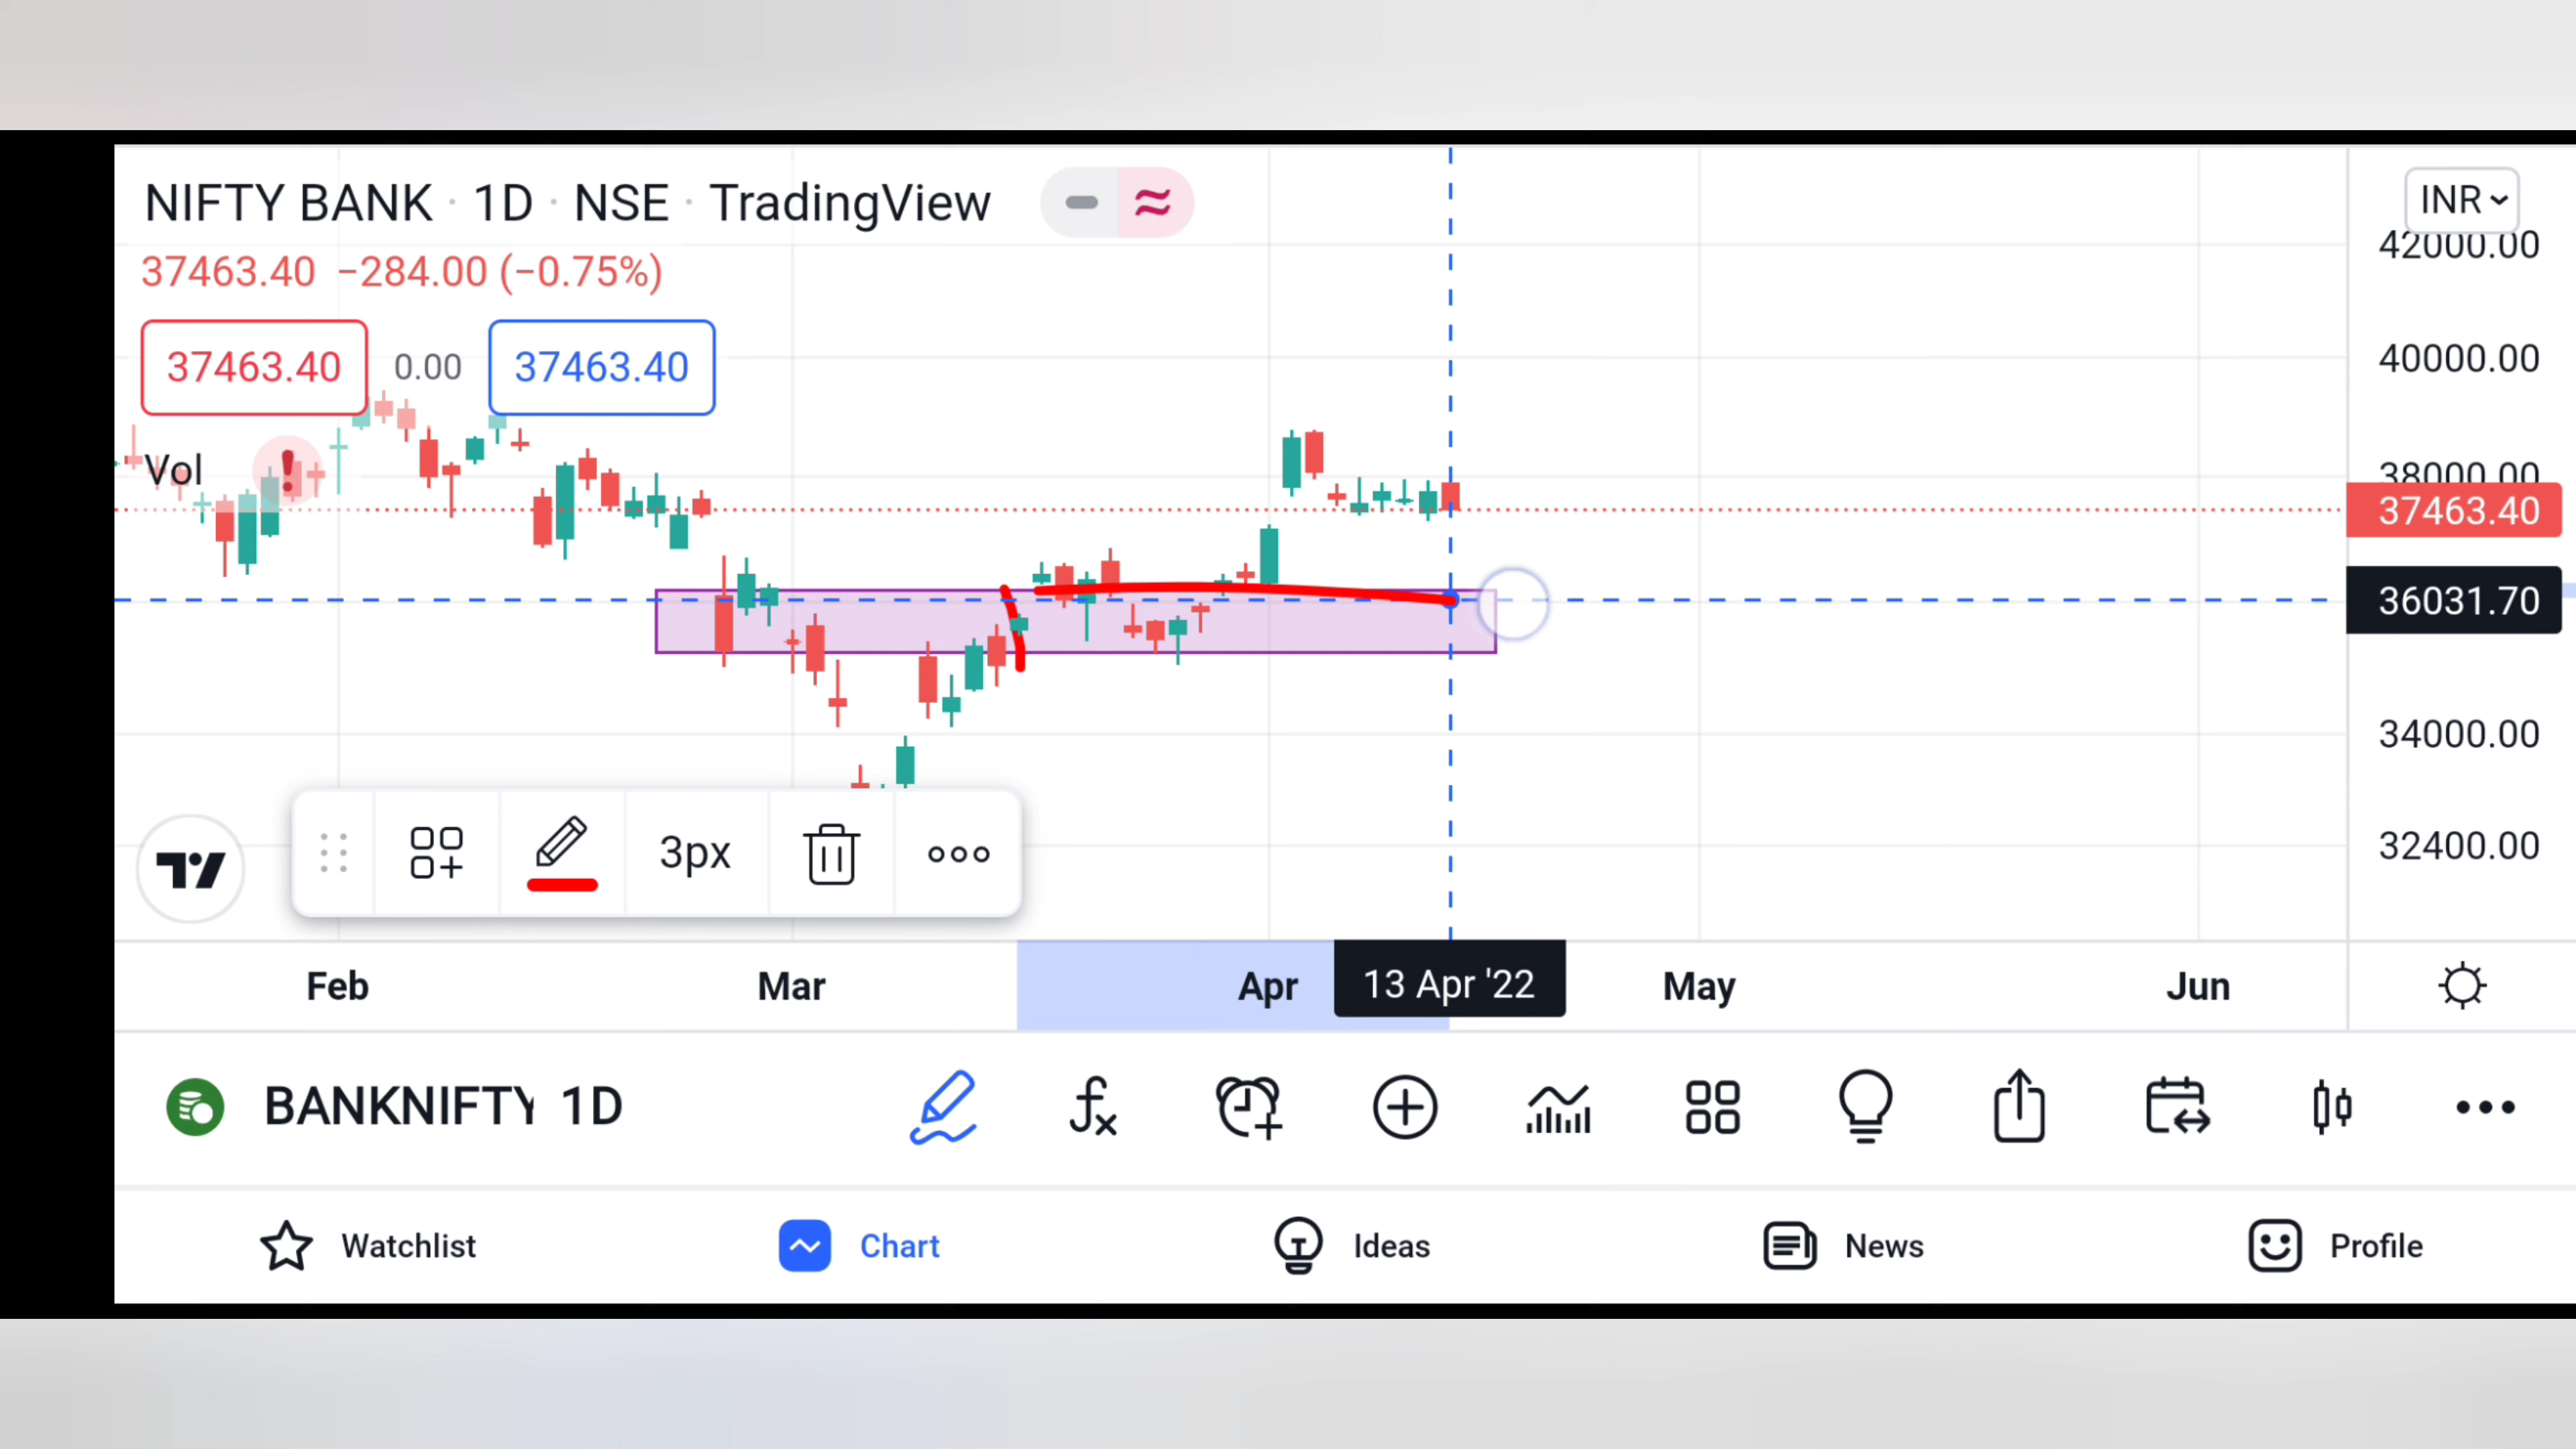 NIFTY BANK · 1D · NSE · TradingView
INR
37463.40 −284.00 (−0.75%)
42000.00
37463.40 0.00 37463.40
40000.00
Vol
38000.00
37463.40
36031.70
34000.00
3px
32400.00
Feb Mar Apr 13 Apr '22 May Jun
BANKNIFTY 1D
Watchlist Chart Ideas News Profile